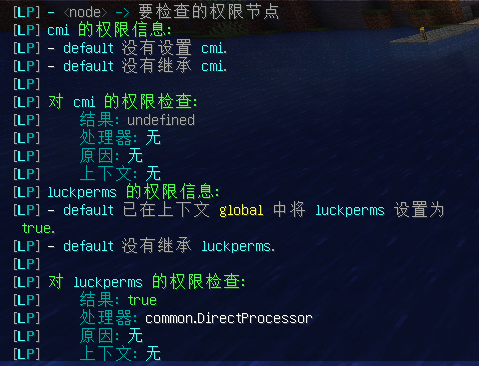 [LP] - <node> -> 要检查的权限节点
[LP] cmi 的权限信息:
[LP] - default 没有设置 cmi.
[LP] - default 没有继承 cmi.
[LP]
[LP] 对 cmi 的权限检查:
[LP] 结果: undefined
[LP] 处理器: 无
[LP] 原因: 无
[LP] 上下文: 无
[LP] luckperms 的权限信息:
[LP] - default 已在上下文 global 中将 luckperms 设置为
true.
[LP] - default 没有继承 luckperms.
[LP]
[LP] 对 luckperms 的权限检查:
[LP] 结果: true
[LP] 处理器: common.DirectProcessor
[LP] 原因: 无
[LP] 上下文: 无